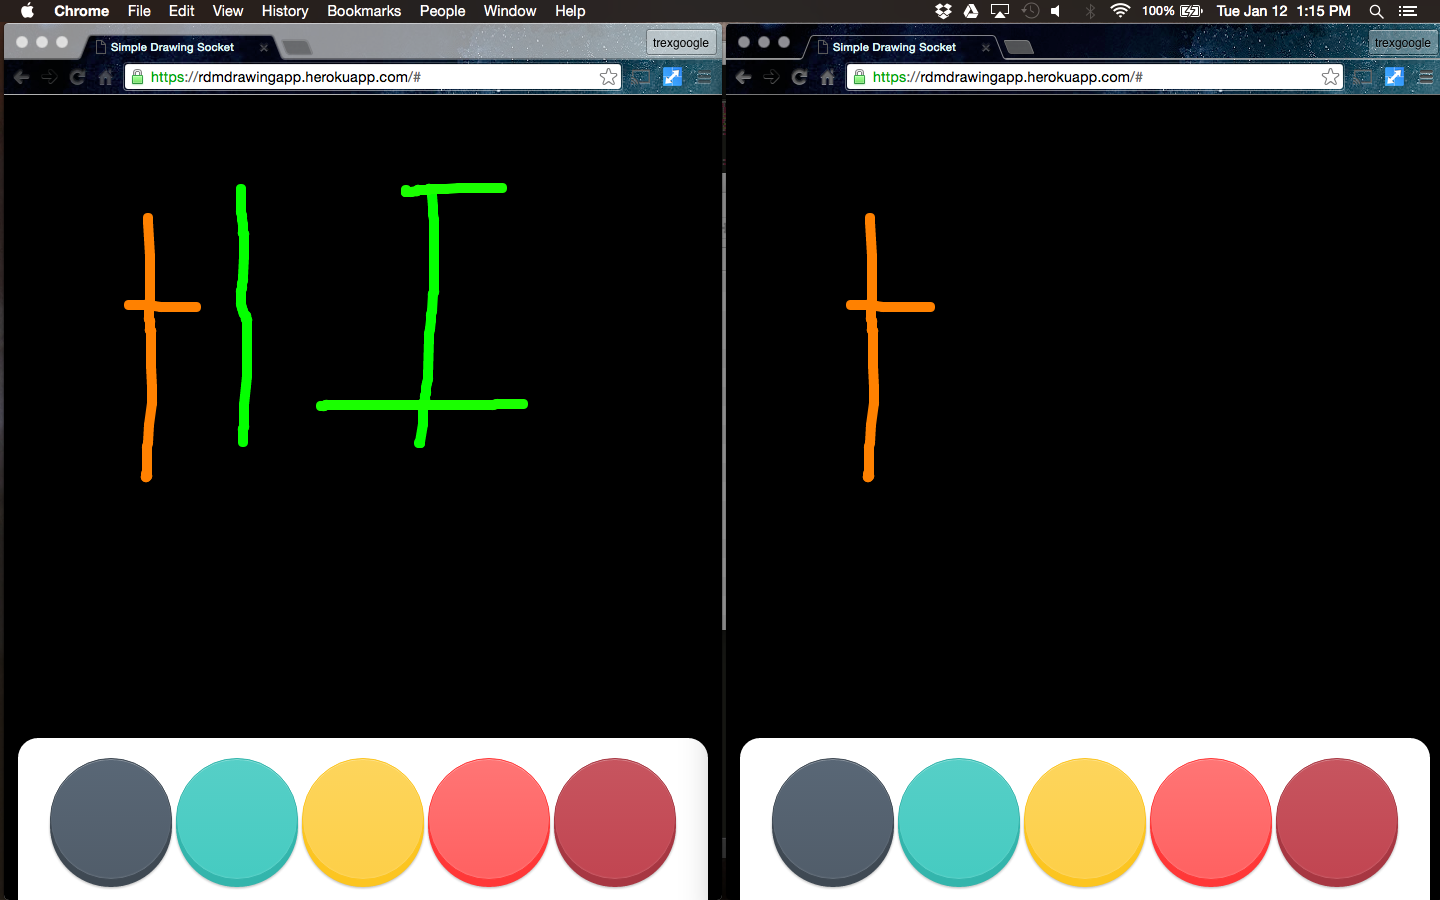 Chrome File Edit View History Bookmarks People Window Help 100% Tue Jan 12 1:15 PM
Simple Drawing Socket trexgoogle
https://rdmdrawingapp.herokuapp.com/#
Simple Drawing Socket trexgoogle
https://rdmdrawingapp.herokuapp.com/#